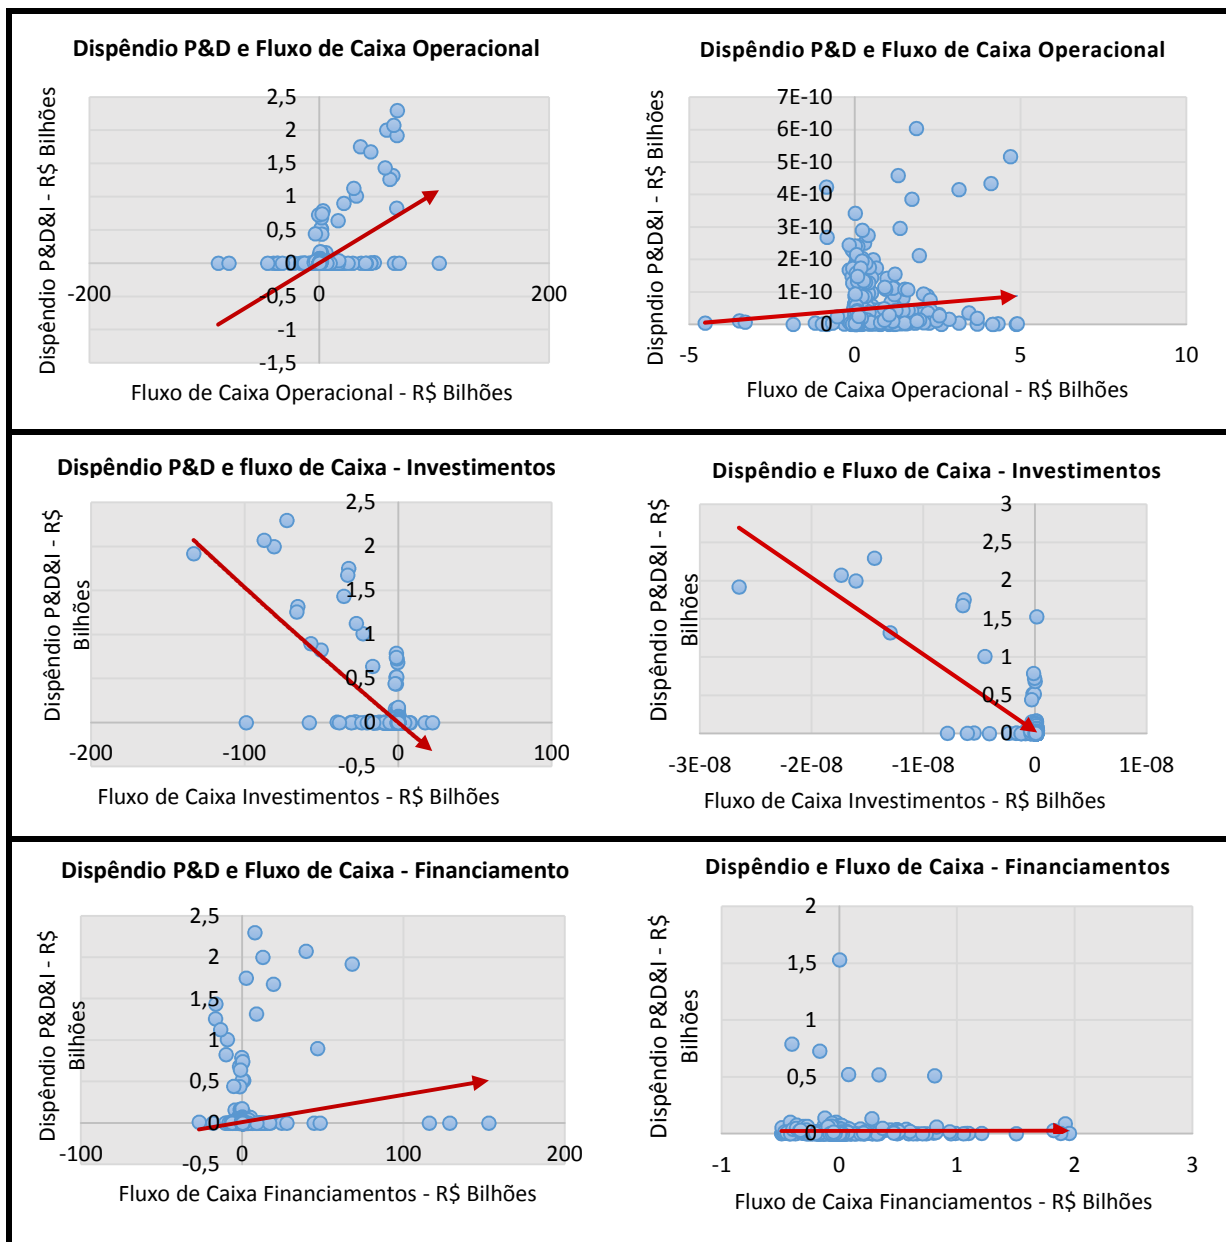 Dispêndio P&D e Fluxo de Caixa Operacional
Dispêndio P&D&I - R$ Bilhões
2,5
2
1,5
1
0,5
0
-0,5
-1
-1,5
-200
0
200
Fluxo de Caixa Operacional - R$ Bilhões
Dispêndio P&D e Fluxo de Caixa Operacional
Dispndio P&D&I - R$ Bilhões
7E-10
6E-10
5E-10
4E-10
3E-10
2E-10
1E-10
0
-5
0
5
10
Fluxo de Caixa Operacional - R$ Bilhões
Dispêndio P&D e fluxo de Caixa - Investimentos
Dispêndio P&D&I - R$
Bilhões
2,5
2
1,5
1
0,5
0
-0,5
-200
-100
0
100
Fluxo de Caixa Investimentos - R$ Bilhões
Dispêndio e Fluxo de Caixa - Investimentos
Dispêndio P&D&I - R$
Bilhões
3
2,5
2
1,5
1
0,5
0
-3E-08
-2E-08
-1E-08
0
1E-08
Fluxo de Caixa Investimentos - R$ Bilhões
Dispêndio P&D e Fluxo de Caixa - Financiamento
Dispêndio P&D&I - R$
Bilhões
2,5
2
1,5
1
0,5
0
-0,5
-100
0
100
200
Fluxo de Caixa Financiamentos - R$ Bilhões
Dispêndio e Fluxo de Caixa - Financiamentos
Dispêndio P&D&I - R$
Bilhões
2
1,5
1
0,5
0
-1
0
1
2
3
Fluxo de Caixa Financiamentos - R$ Bilhões